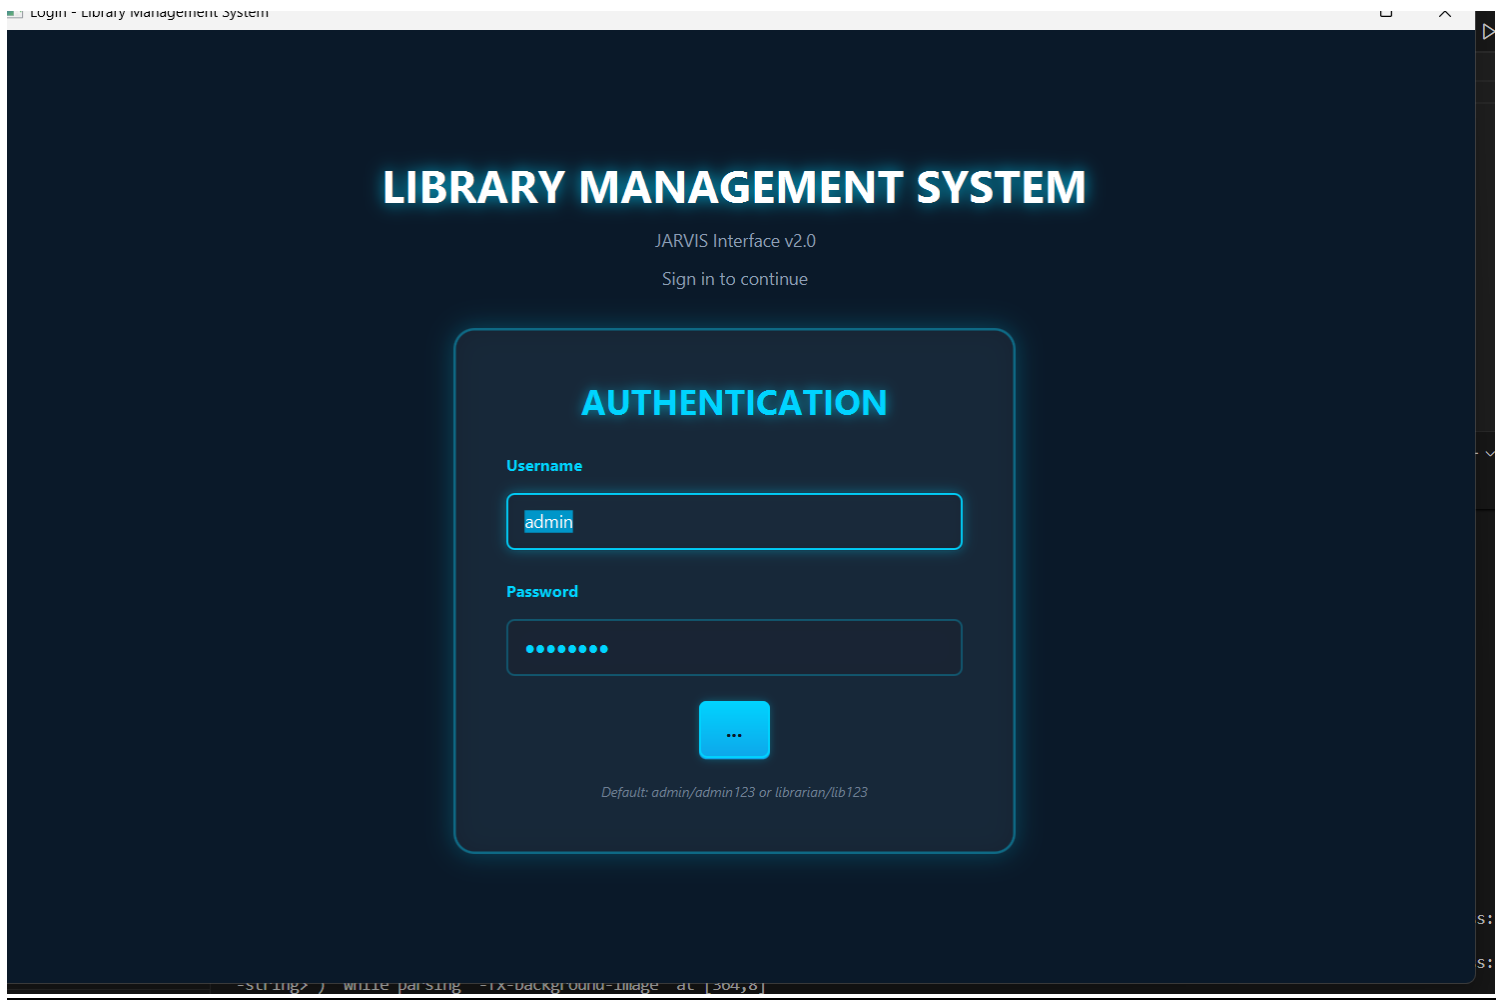 Login - Library Management System
LIBRARY MANAGEMENT SYSTEM
JARVIS Interface v2.0
Sign in to continue
AUTHENTICATION
Username
admin
Password
••••••••
...
Default: admin/admin123 or librarian/lib123
s:
s:
-string> ) while parsing '-fx-background-image' at [364,8]